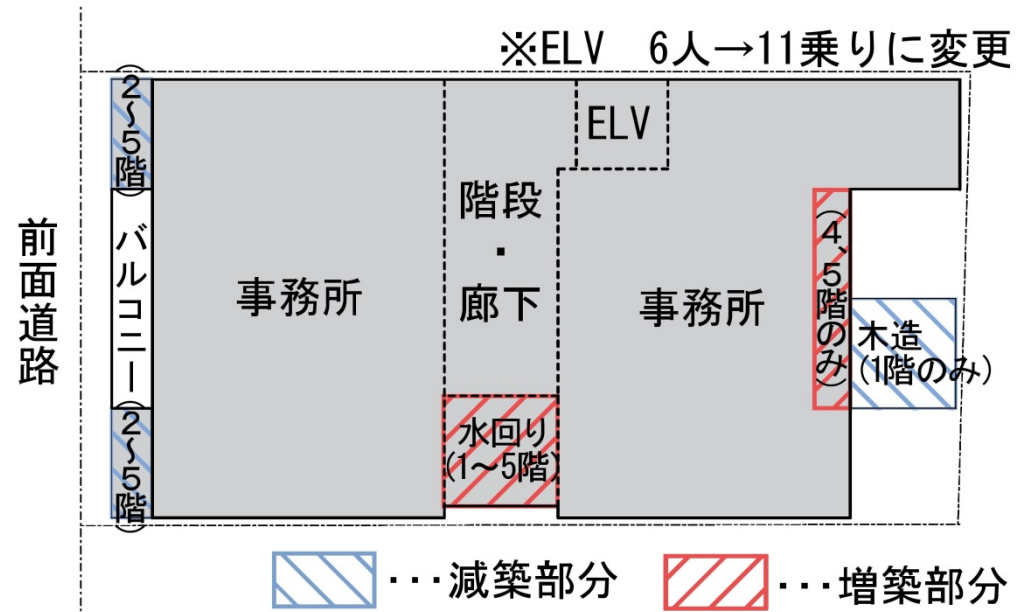 ※ELV　6人→11乗りに変更
(2～5階)
ELV
階段
・
廊下
前面道路
バルコニー
事務所
事務所
(4、5階のみ)
木造
(1階のみ)
水回り
(1～5階)
(2～5階)
・・・減築部分
・・・増築部分